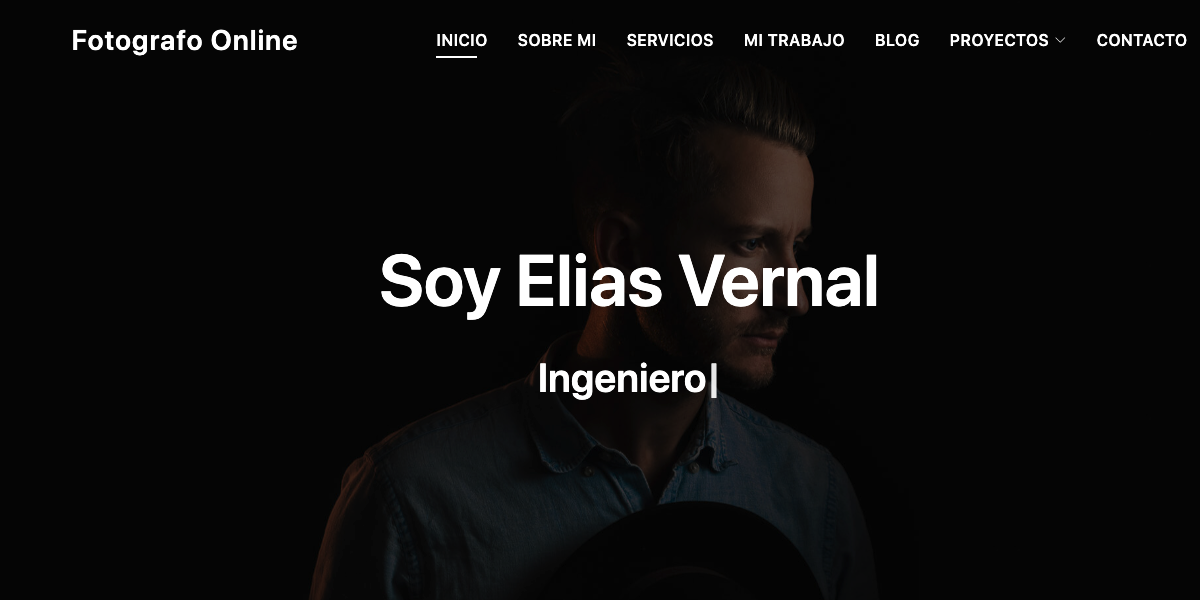 Fotografo Online
INICIO SOBRE MI SERVICIOS MI TRABAJO BLOG PROYECTOS CONTACTO
Soy Elias Vernal
Ingeniero|